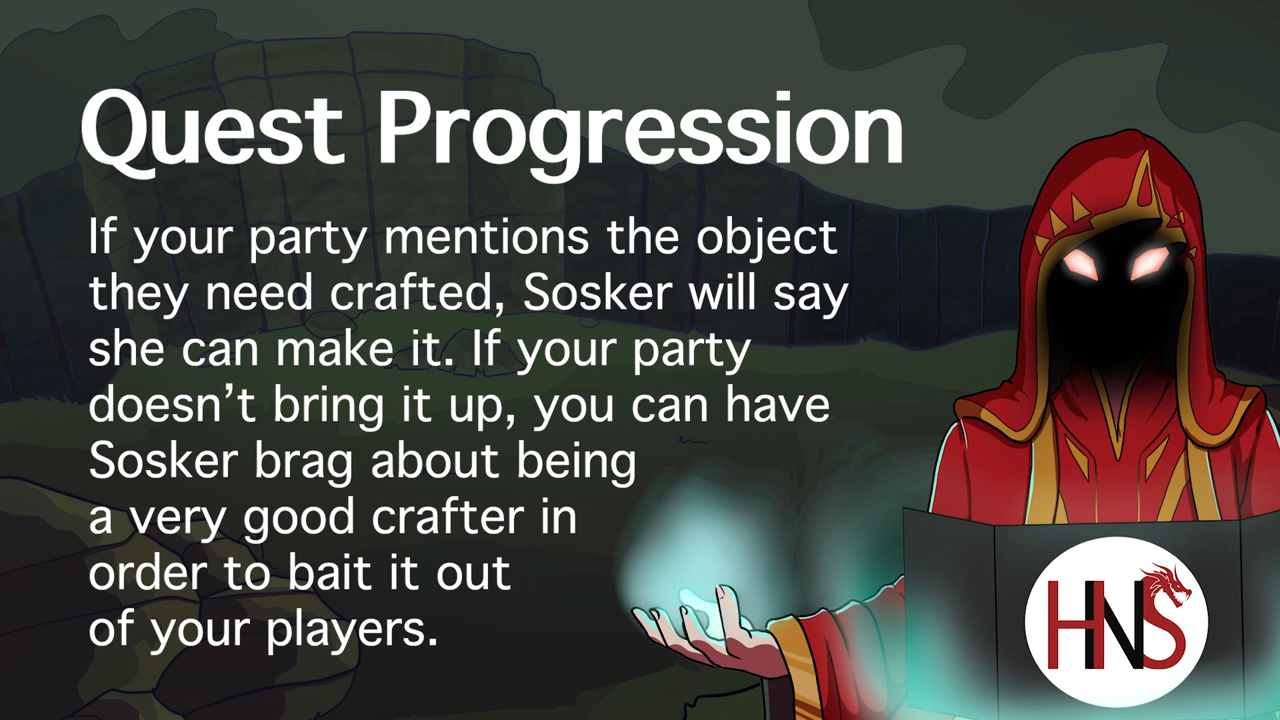 Quest Progression
If your party mentions the object
they need crafted, Sosker will say
she can make it. If your party
doesn’t bring it up, you can have
Sosker brag about being
a very good crafter in
order to bait it out
of your players.
HNS